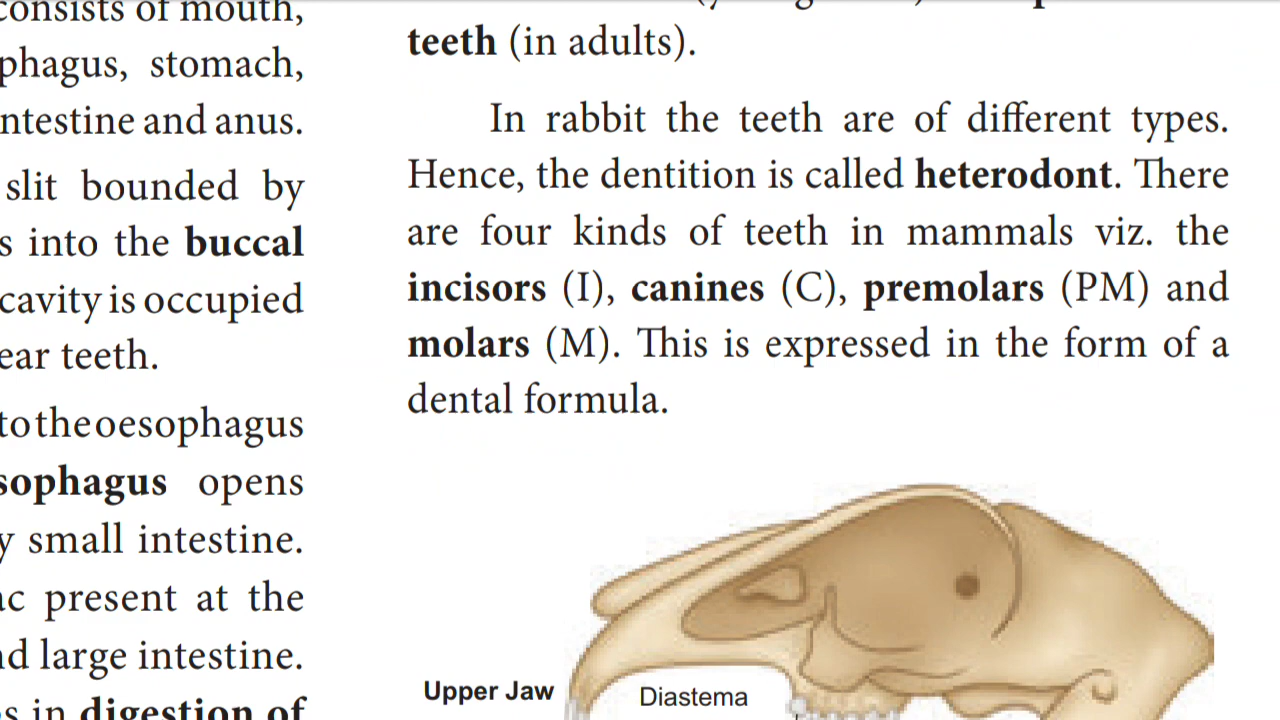 consists of mouth,
phagus, stomach,
ntestine and anus.
slit bounded by
s into the buccal
cavity is occupied
ear teeth.
to the oesophagus
sophagus opens
y small intestine.
ac present at the
nd large intestine.
s in digestion of
teeth (in adults).
In rabbit the teeth are of different types.
Hence, the dentition is called heterodont. There
are four kinds of teeth in mammals viz. the
incisors (I), canines (C), premolars (PM) and
molars (M). This is expressed in the form of a
dental formula.
Upper Jaw
Diastema